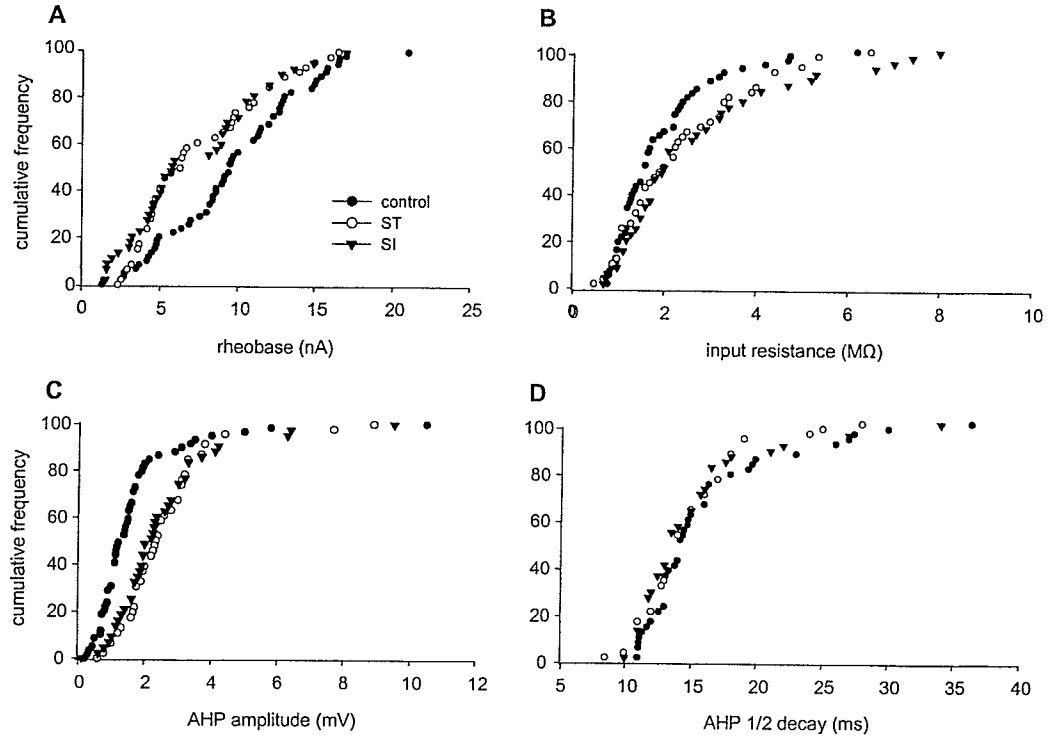 A
100
80
60
40
20
0
cumulative frequency
control
ST
SI
0 5 10 15 20 25
rheobase (nA)
B
100
80
60
40
20
0
0 2 4 6 8 10
input resistance (MΩ)
C
100
80
60
40
20
0
cumulative frequency
0 2 4 6 8 10 12
AHP amplitude (mV)
D
100
80
60
40
20
0
5 10 15 20 25 30 35 40
AHP 1/2 decay (ms)